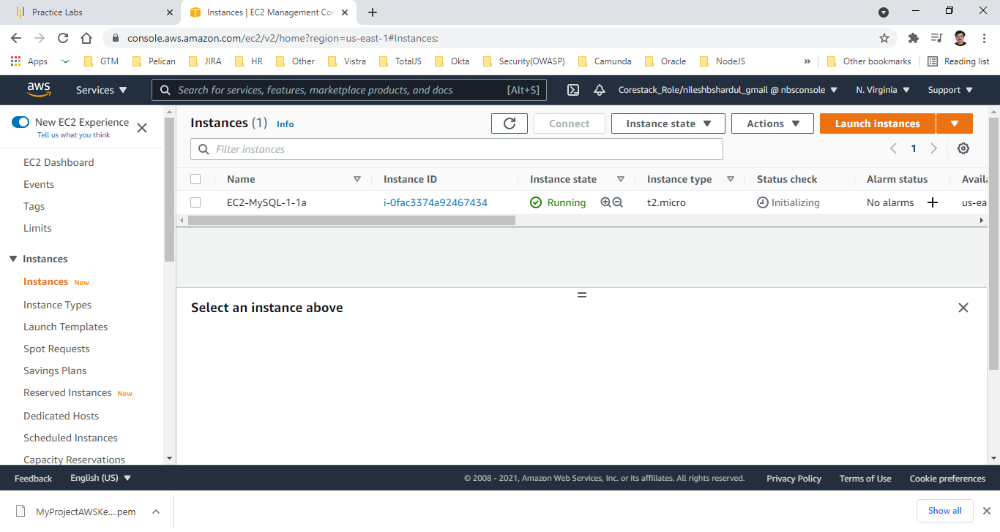 Practice Labs
Instances | EC2 Management Con
console.aws.amazon.com/ec2/v2/home?region=us-east-1#Instances:
Apps GTM Pelican JIRA HR Other Vistra TotalJS Okta Security(OWASP) Camunda Oracle NodeJS » Other bookmarks Reading list
aws Services Search for services, features, marketplace products, and docs [Alt+S] Corestack_Role/nileshbshardul_gmail @ nbsconsole N. Virginia Support
New EC2 Experience
Tell us what you think
EC2 Dashboard
Events
Tags
Limits
Instances
Instances New
Instance Types
Launch Templates
Spot Requests
Savings Plans
Reserved Instances New
Dedicated Hosts
Scheduled Instances
Capacity Reservations
Instances (1) Info Connect Instance state Actions Launch instances
Filter instances 1
Name Instance ID Instance state Instance type Status check Alarm status Availa
EC2-MySQL-1-1a i-0fac3374a92467434 Running t2.micro Initializing No alarms us-ea
Select an instance above
Feedback English (US) © 2008 - 2021, Amazon Web Services, Inc. or its affiliates. All rights reserved. Privacy Policy Terms of Use Cookie preferences
MyProjectAWSKe....pem Show all